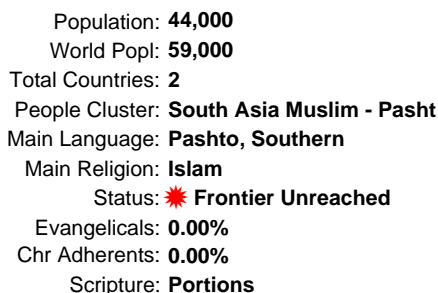 Population: 44,000
World Popl: 59,000
Total Countries: 2
People Cluster: South Asia Muslim - Pasht
Main Language: Pashto, Southern
Main Religion: Islam
Status: Frontier Unreached
Evangelicals: 0.00%
Chr Adherents: 0.00%
Scripture: Portions